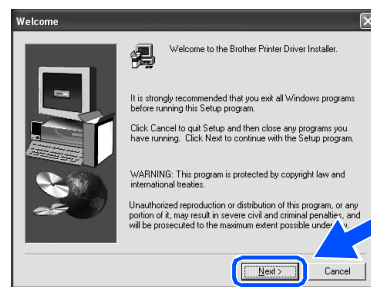 Welcome
Welcome to the Brother Printer Driver Installer.
It is strongly recommended that you exit all Windows programs
before running this Setup program.
Click Cancel to quit Setup and then close any programs you
have running. Click Next to continue with the Setup program.
WARNING: This program is protected by copyright law and
international treaties.
Unauthorized reproduction or distribution of this program, or any
portion of it, may result in severe civil and criminal penalties, and
will be prosecuted to the maximum extent possible under
Next >
Cancel